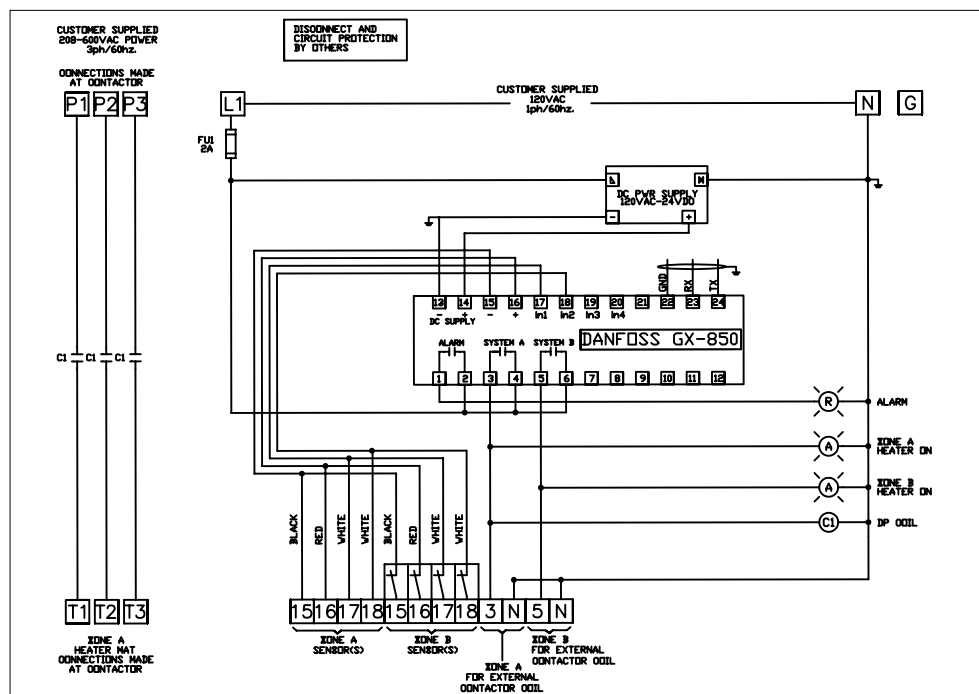 CUSTOMER SUPPLIED
208-600VAC POWER
3ph/60hz.
CONNECTIONS MADE
AT CONTACTOR
DISCONNECT AND
CIRCUIT PROTECTION
BY OTHERS
P1 P2 P3
L1
CUSTOMER SUPPLIED
120VAC
1ph/60hz.
N G
FU1
2A
L N
DC PWR SUPPLY
120VAC-24VDC
- +
GND RX TX
13 14 15 16 17 18 19 20 21 22 23 24
- + - + In1 In2 In3 In4
DC SUPPLY
DANFOSS GX-850
ALARM SYSTEM A SYSTEM B
1 2 3 4 5 6 7 8 9 10 11 12
C1 C1 C1
R ALARM
A ZONE A
HEATER ON
A ZONE B
HEATER ON
C1 DP COIL
BLACK RED WHITE WHITE BLACK RED WHITE WHITE
T1 T2 T3
15 16 17 18 15 16 17 18 3 N 5 N
ZONE A
HEATER MAT
CONNECTIONS MADE
AT CONTACTOR
ZONE A
SENSOR(S)
ZONE B
SENSOR(S)
ZONE A
FOR EXTERNAL
CONTACTOR COIL
ZONE B
FOR EXTERNAL
CONTACTOR COIL